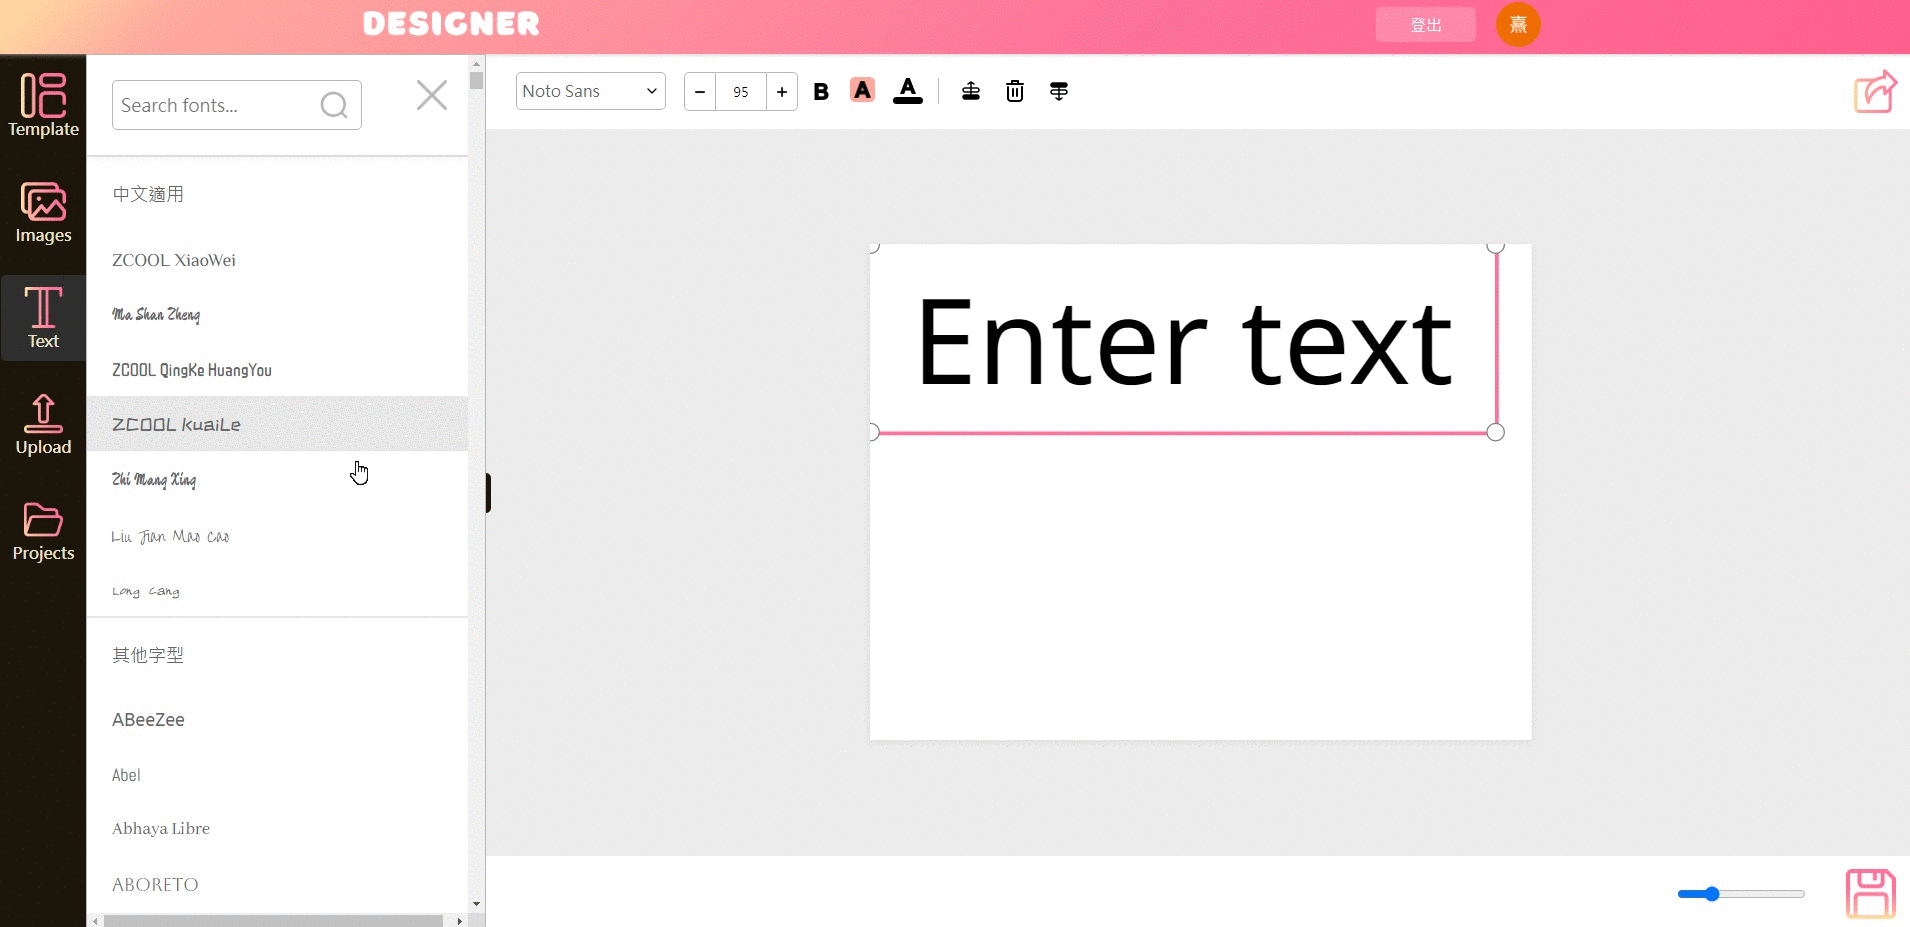 DESIGNER
登出
熹
Template
Images
Text
Upload
Projects
Search fonts...
中文適用
ZCOOL XiaoWei
Ma Shan Zheng
ZCOOL QingKe HuangYou
ZCOOL KuaiLe
Zhi Mang Xing
Liu Jian Mao Cao
Long Cang
其他字型
ABeeZee
Abel
Abhaya Libre
ABORETO
Noto Sans
95
B
A
A
Enter text